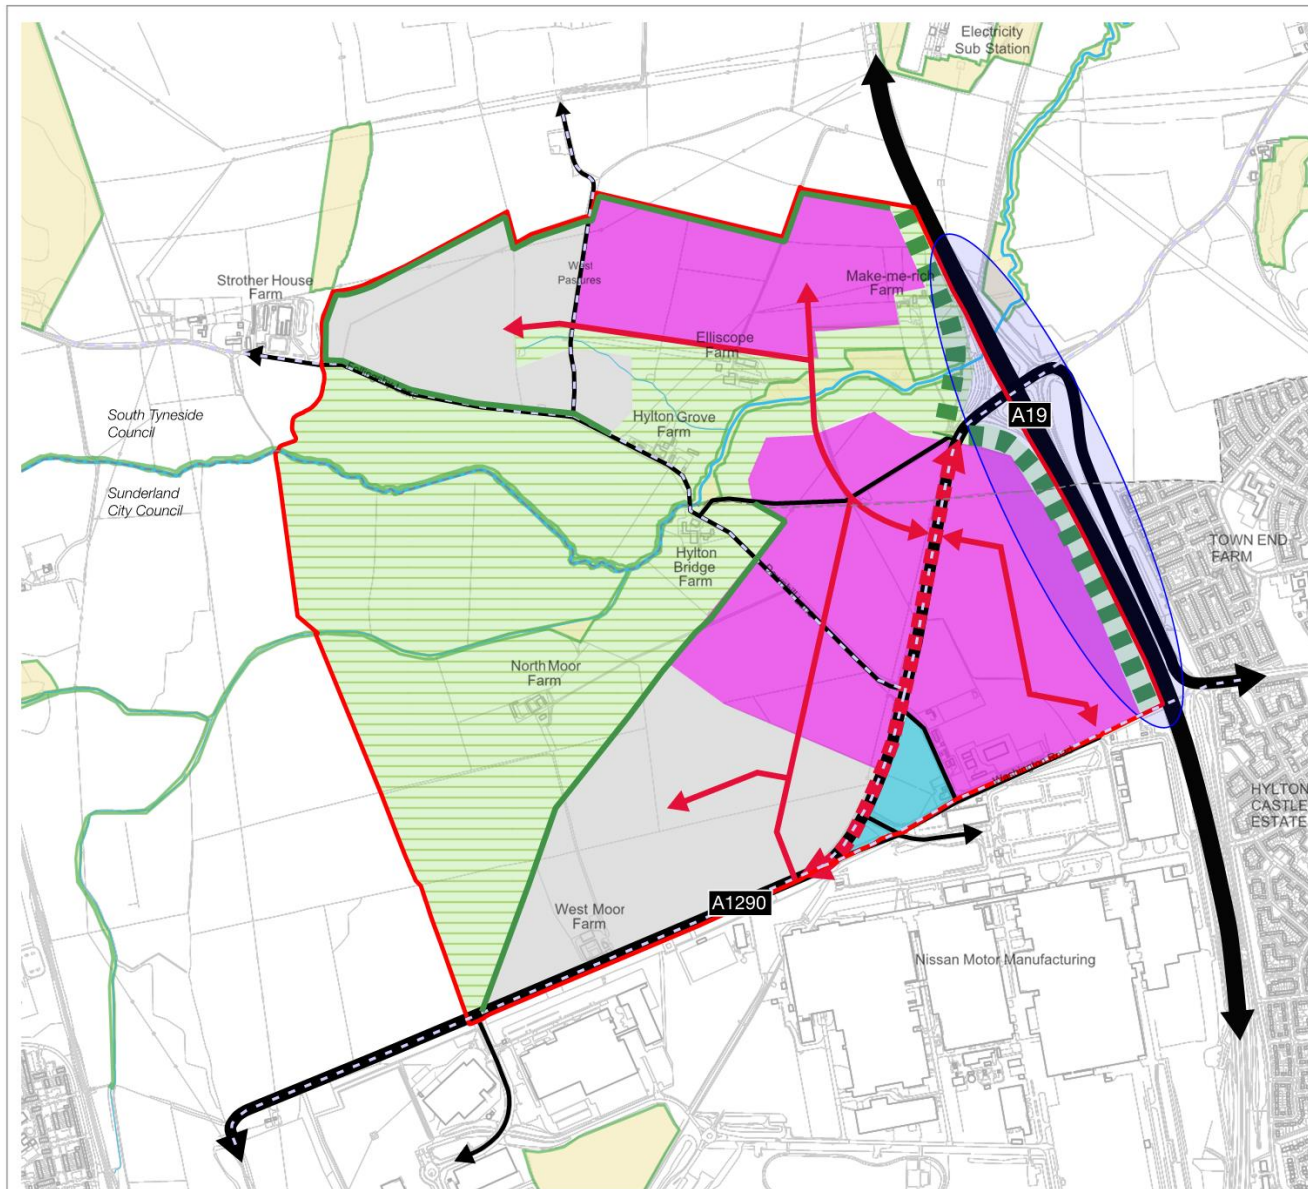 Electricity
Sub Station
West
Pastures
Strother House
Farm
Make-me-rich
Farm
Elliscope
Farm
A19
South Tyneside
Council
Hylton Grove
Farm
Sunderland
City Council
TOWN END
FARM
Hylton
Bridge
Farm
North Moor
Farm
HYLTON
CASTLE
ESTATE
A1290
West Moor
Farm
Nissan Motor Manufacturing